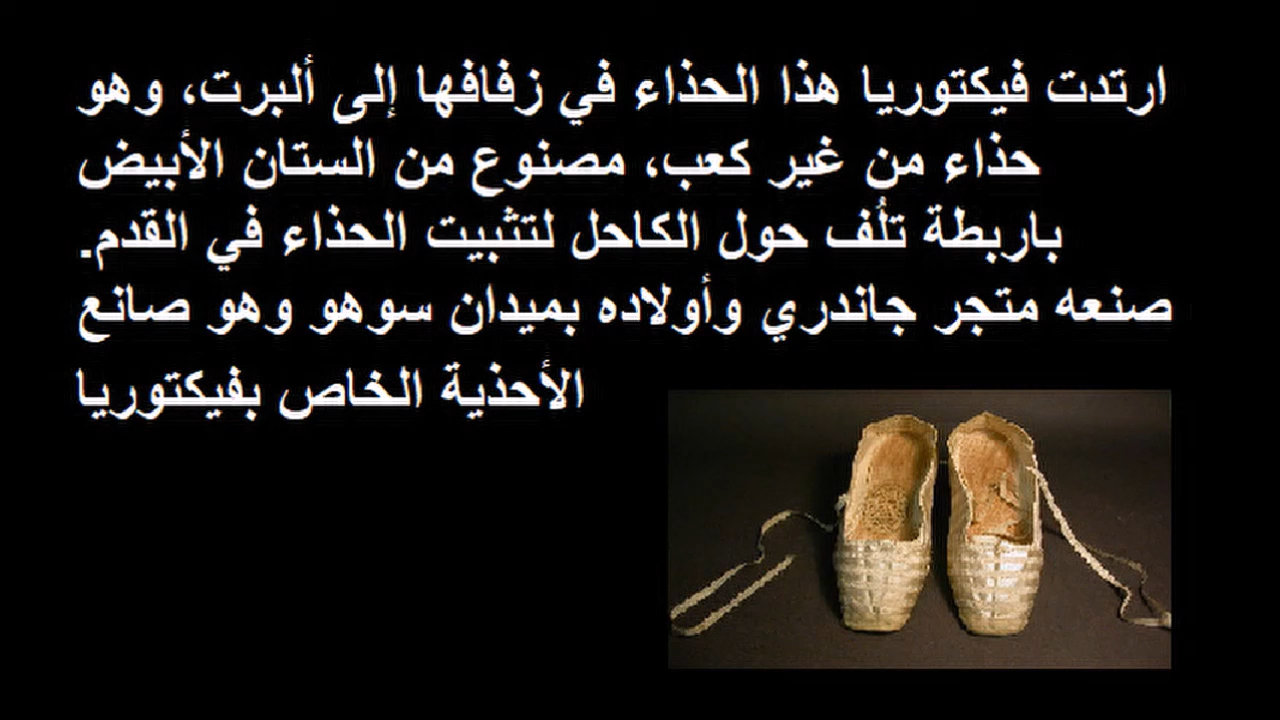 ارتدت فيكتوريا هذا الحذاء في زفافها إلى ألبرت، وهو
حذاء من غير كعب، مصنوع من الستان الأبيض
باربطة تلُف حول الكاحل لتثبيت الحذاء في القدم.
صنعه متجر جاندري وأولاده بميدان سوهو وهو صانع
الأحذية الخاص بفيكتوريا